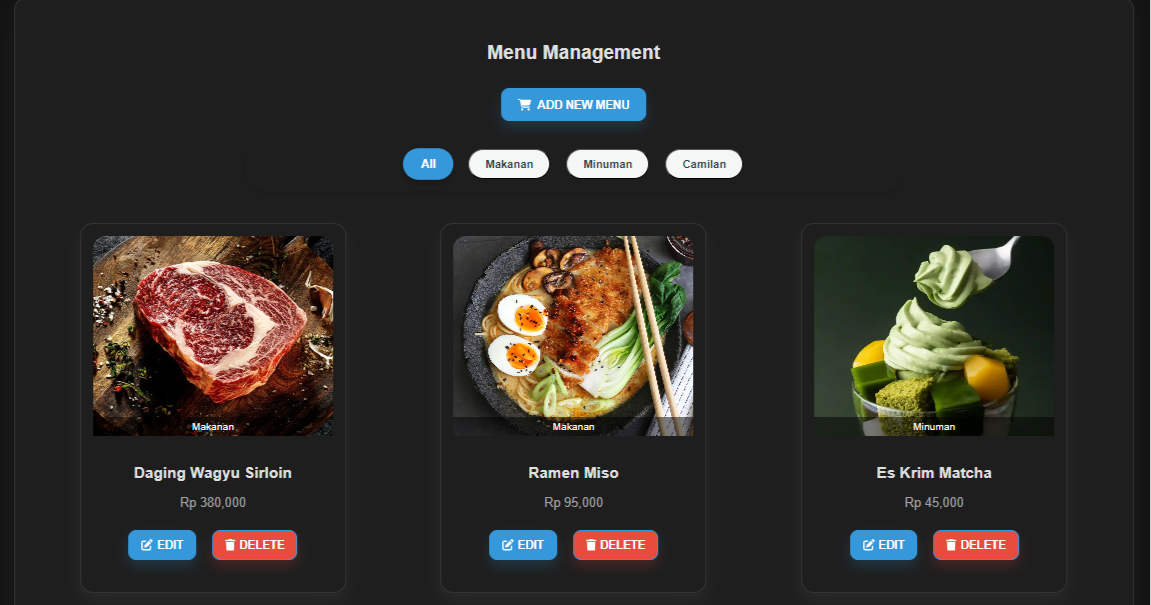 Menu Management
ADD NEW MENU
All Makanan Minuman Camilan
Makanan Makanan Minuman
Daging Wagyu Sirloin Ramen Miso Es Krim Matcha
Rp 380,000 Rp 95,000 Rp 45,000
EDIT DELETE EDIT DELETE EDIT DELETE